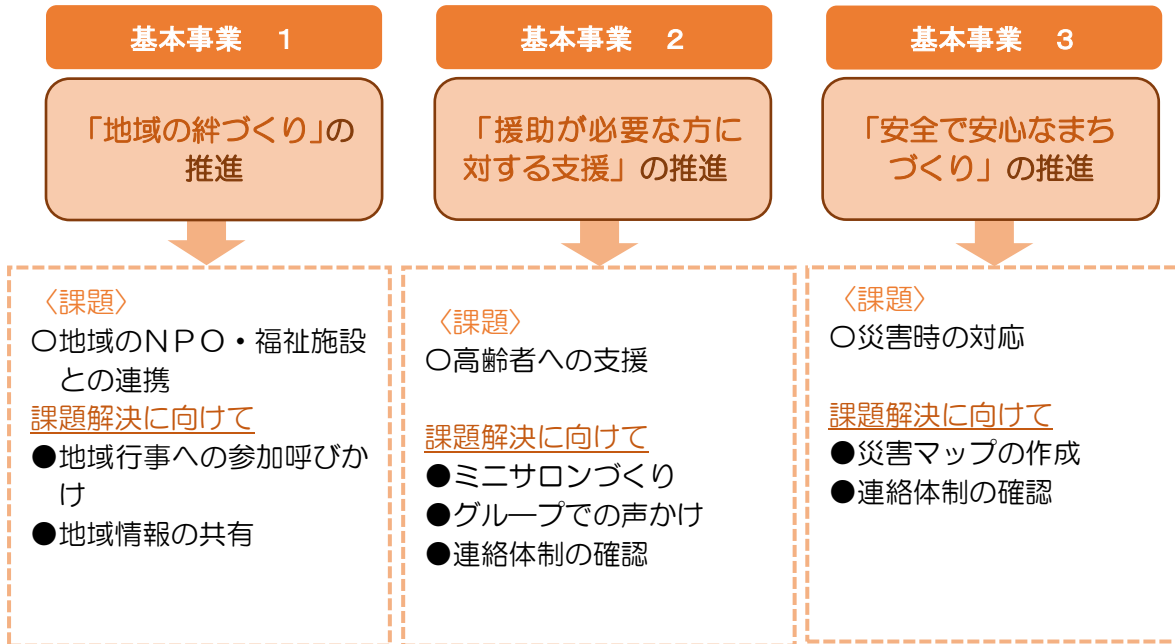 基本事業　１
「地域の絆づくり」の
推進
〈課題〉
〇地域のＮＰＯ・福祉施設
との連携
課題解決に向けて
●地域行事への参加呼びか
け
●地域情報の共有
基本事業　２
「援助が必要な方に
対する支援」の推進
〈課題〉
〇高齢者への支援
課題解決に向けて
●ミニサロンづくり
●グループでの声かけ
●連絡体制の確認
基本事業　３
「安全で安心なまち
づくり」の推進
〈課題〉
〇災害時の対応
課題解決に向けて
●災害マップの作成
●連絡体制の確認